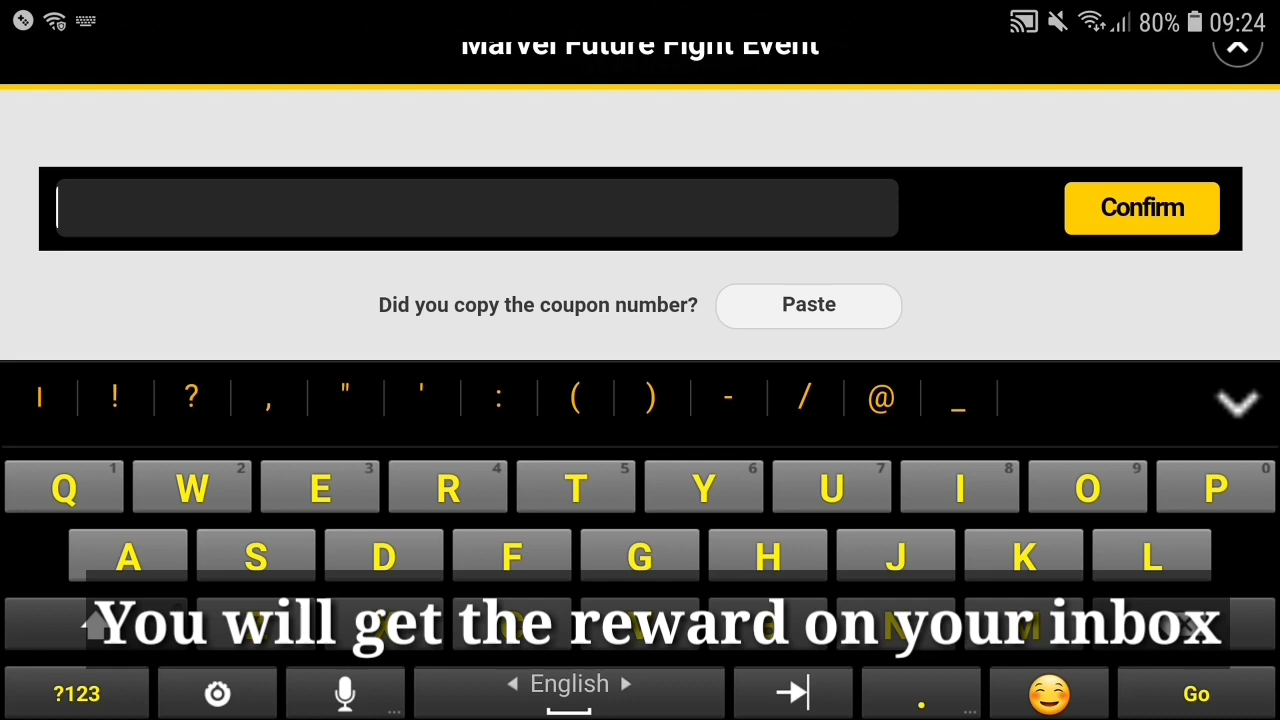 80% 09:24
Marvel Future Fight Event
Confirm
Did you copy the coupon number? Paste
I ! ? , " ' : ( ) - / @ _
1 2 3 4 5 6 7 8 9 0
Q W E R T Y U I O P
A S D F G H J K L
You will get the reward on your inbox
?123 English . Go